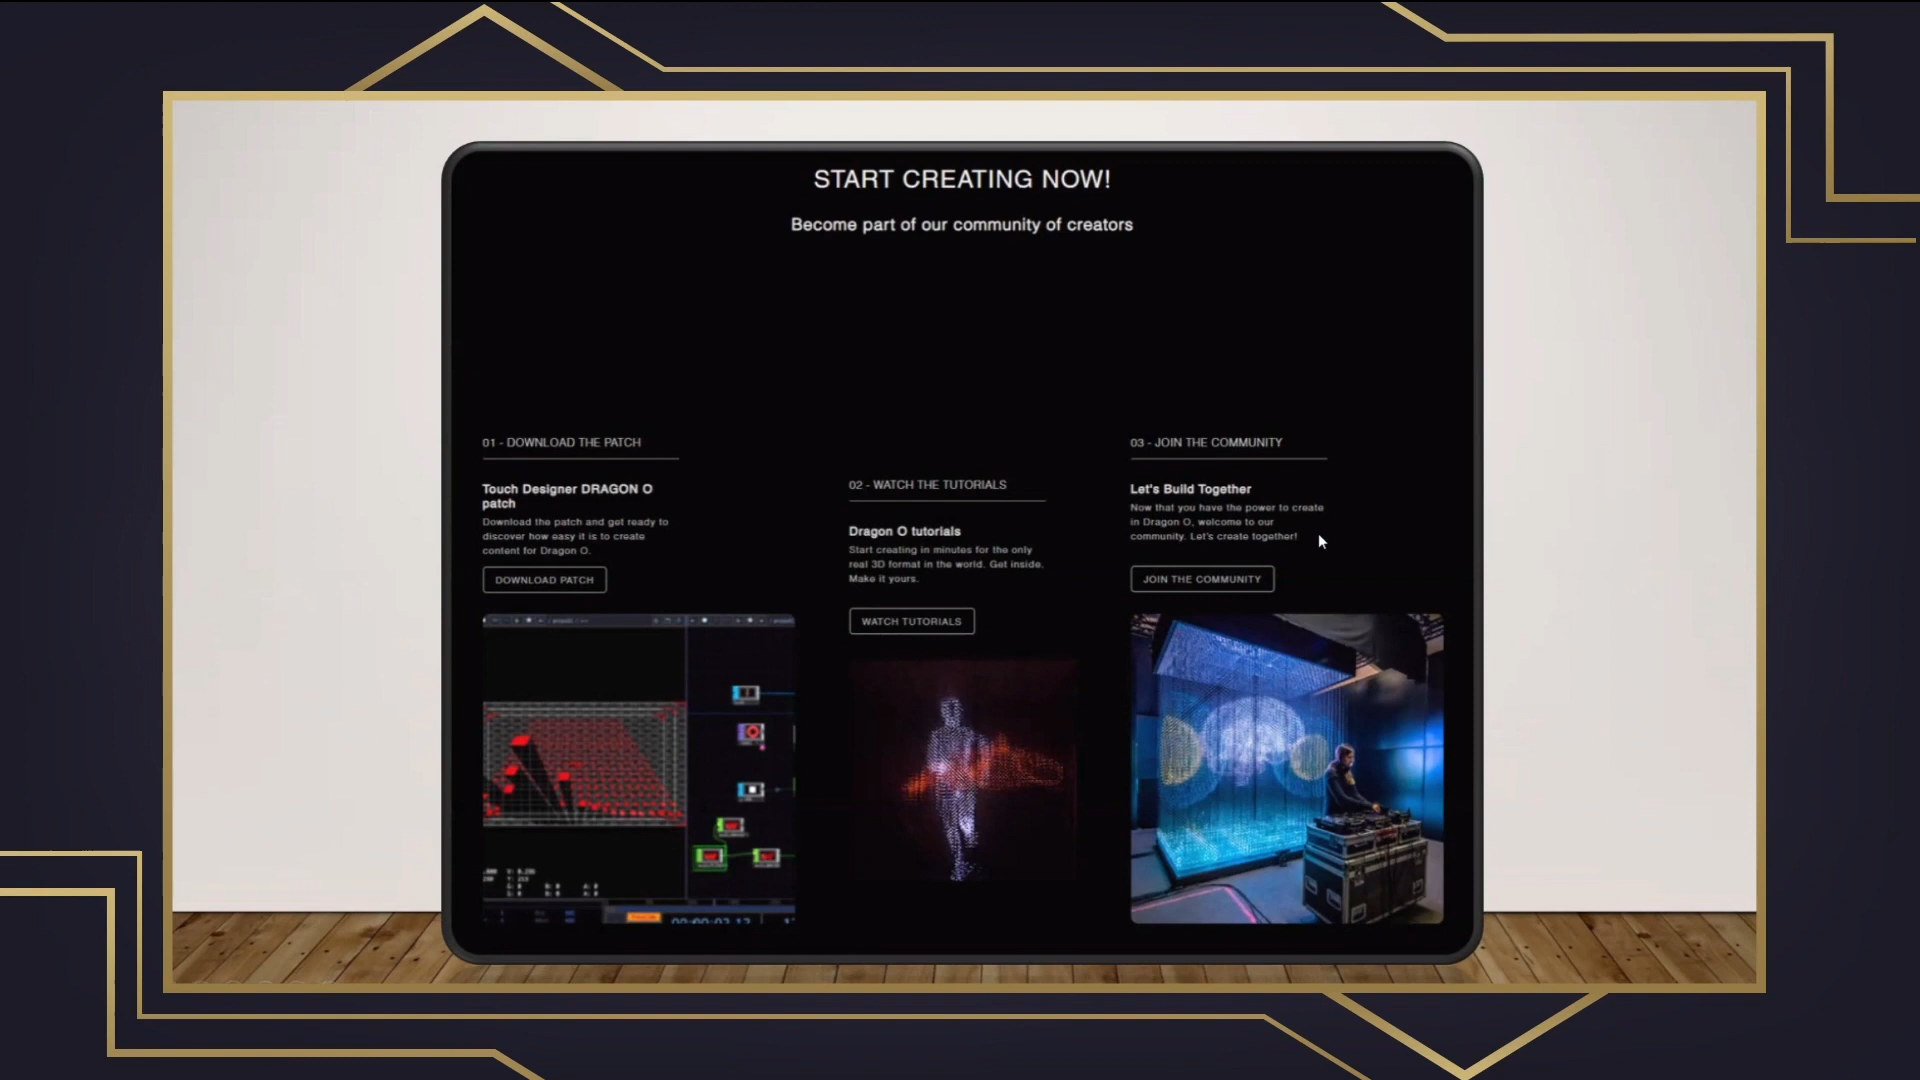 START CREATING NOW!
Become part of our community of creators
01 - DOWNLOAD THE PATCH
Touch Designer DRAGON O
patch
Download the patch and get ready to
discover how easy it is to create
content for Dragon O.
DOWNLOAD PATCH
02 - WATCH THE TUTORIALS
Dragon O tutorials
Start creating in minutes for the only
real 3D format in the world. Get inside.
Make it yours.
WATCH TUTORIALS
03 - JOIN THE COMMUNITY
Let's Build Together
Now that you have the power to create
in Dragon O, welcome to our
community. Let's create together!
JOIN THE COMMUNITY